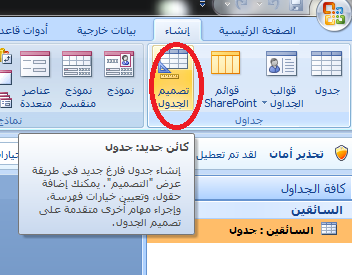 الصفحة الرئيسية إنشاء بيانات خارجية أدوات قاعد
جدول
قوالب الجداول
قوائم SharePoint
تصميم الجدول
نموذج
نموذج منقسم
عناصر متعددة
جداول
نماذج
كائن جديد: جدول
إنشاء جدول فارغ جديد في طريقة
عرض "التصميم". يمكنك إضافة
حقول، وتعيين خيارات فهرسة،
وإجراء مهام أخرى متقدمة على
تصميم الجدول.
تحذير أمان لقد تم تعطيل
خيارات
كافة الجداول
السائقين
السائقين : جدول